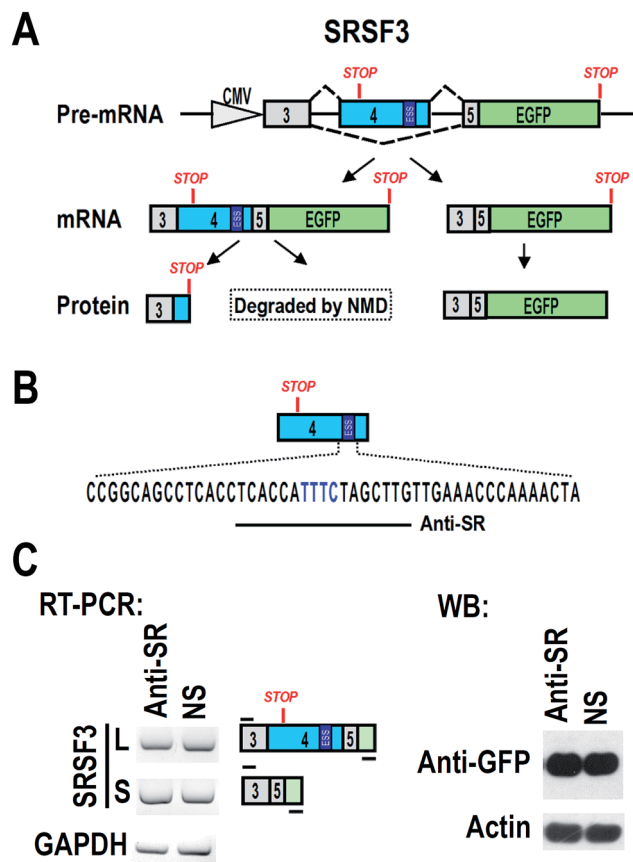 A
SRSF3
STOP
CMV
Pre-mRNA
3
4
ESS
5
EGFP
STOP
STOP
STOP
STOP
mRNA
3
4
ESS
5
EGFP
3
5
EGFP
STOP
Protein
3
Degraded by NMD
3
5
EGFP
B
STOP
4
ESS
CCGGCAGCCTCACCTCACCATTTCTAGCTTGTTGAAACCCAAAACTA
Anti-SR
C
RT-PCR:
WB:
Anti-SR
NS
STOP
SRSF3
L
3
4
ESS
5
S
3
5
GAPDH
Anti-SR
NS
Anti-GFP
Actin